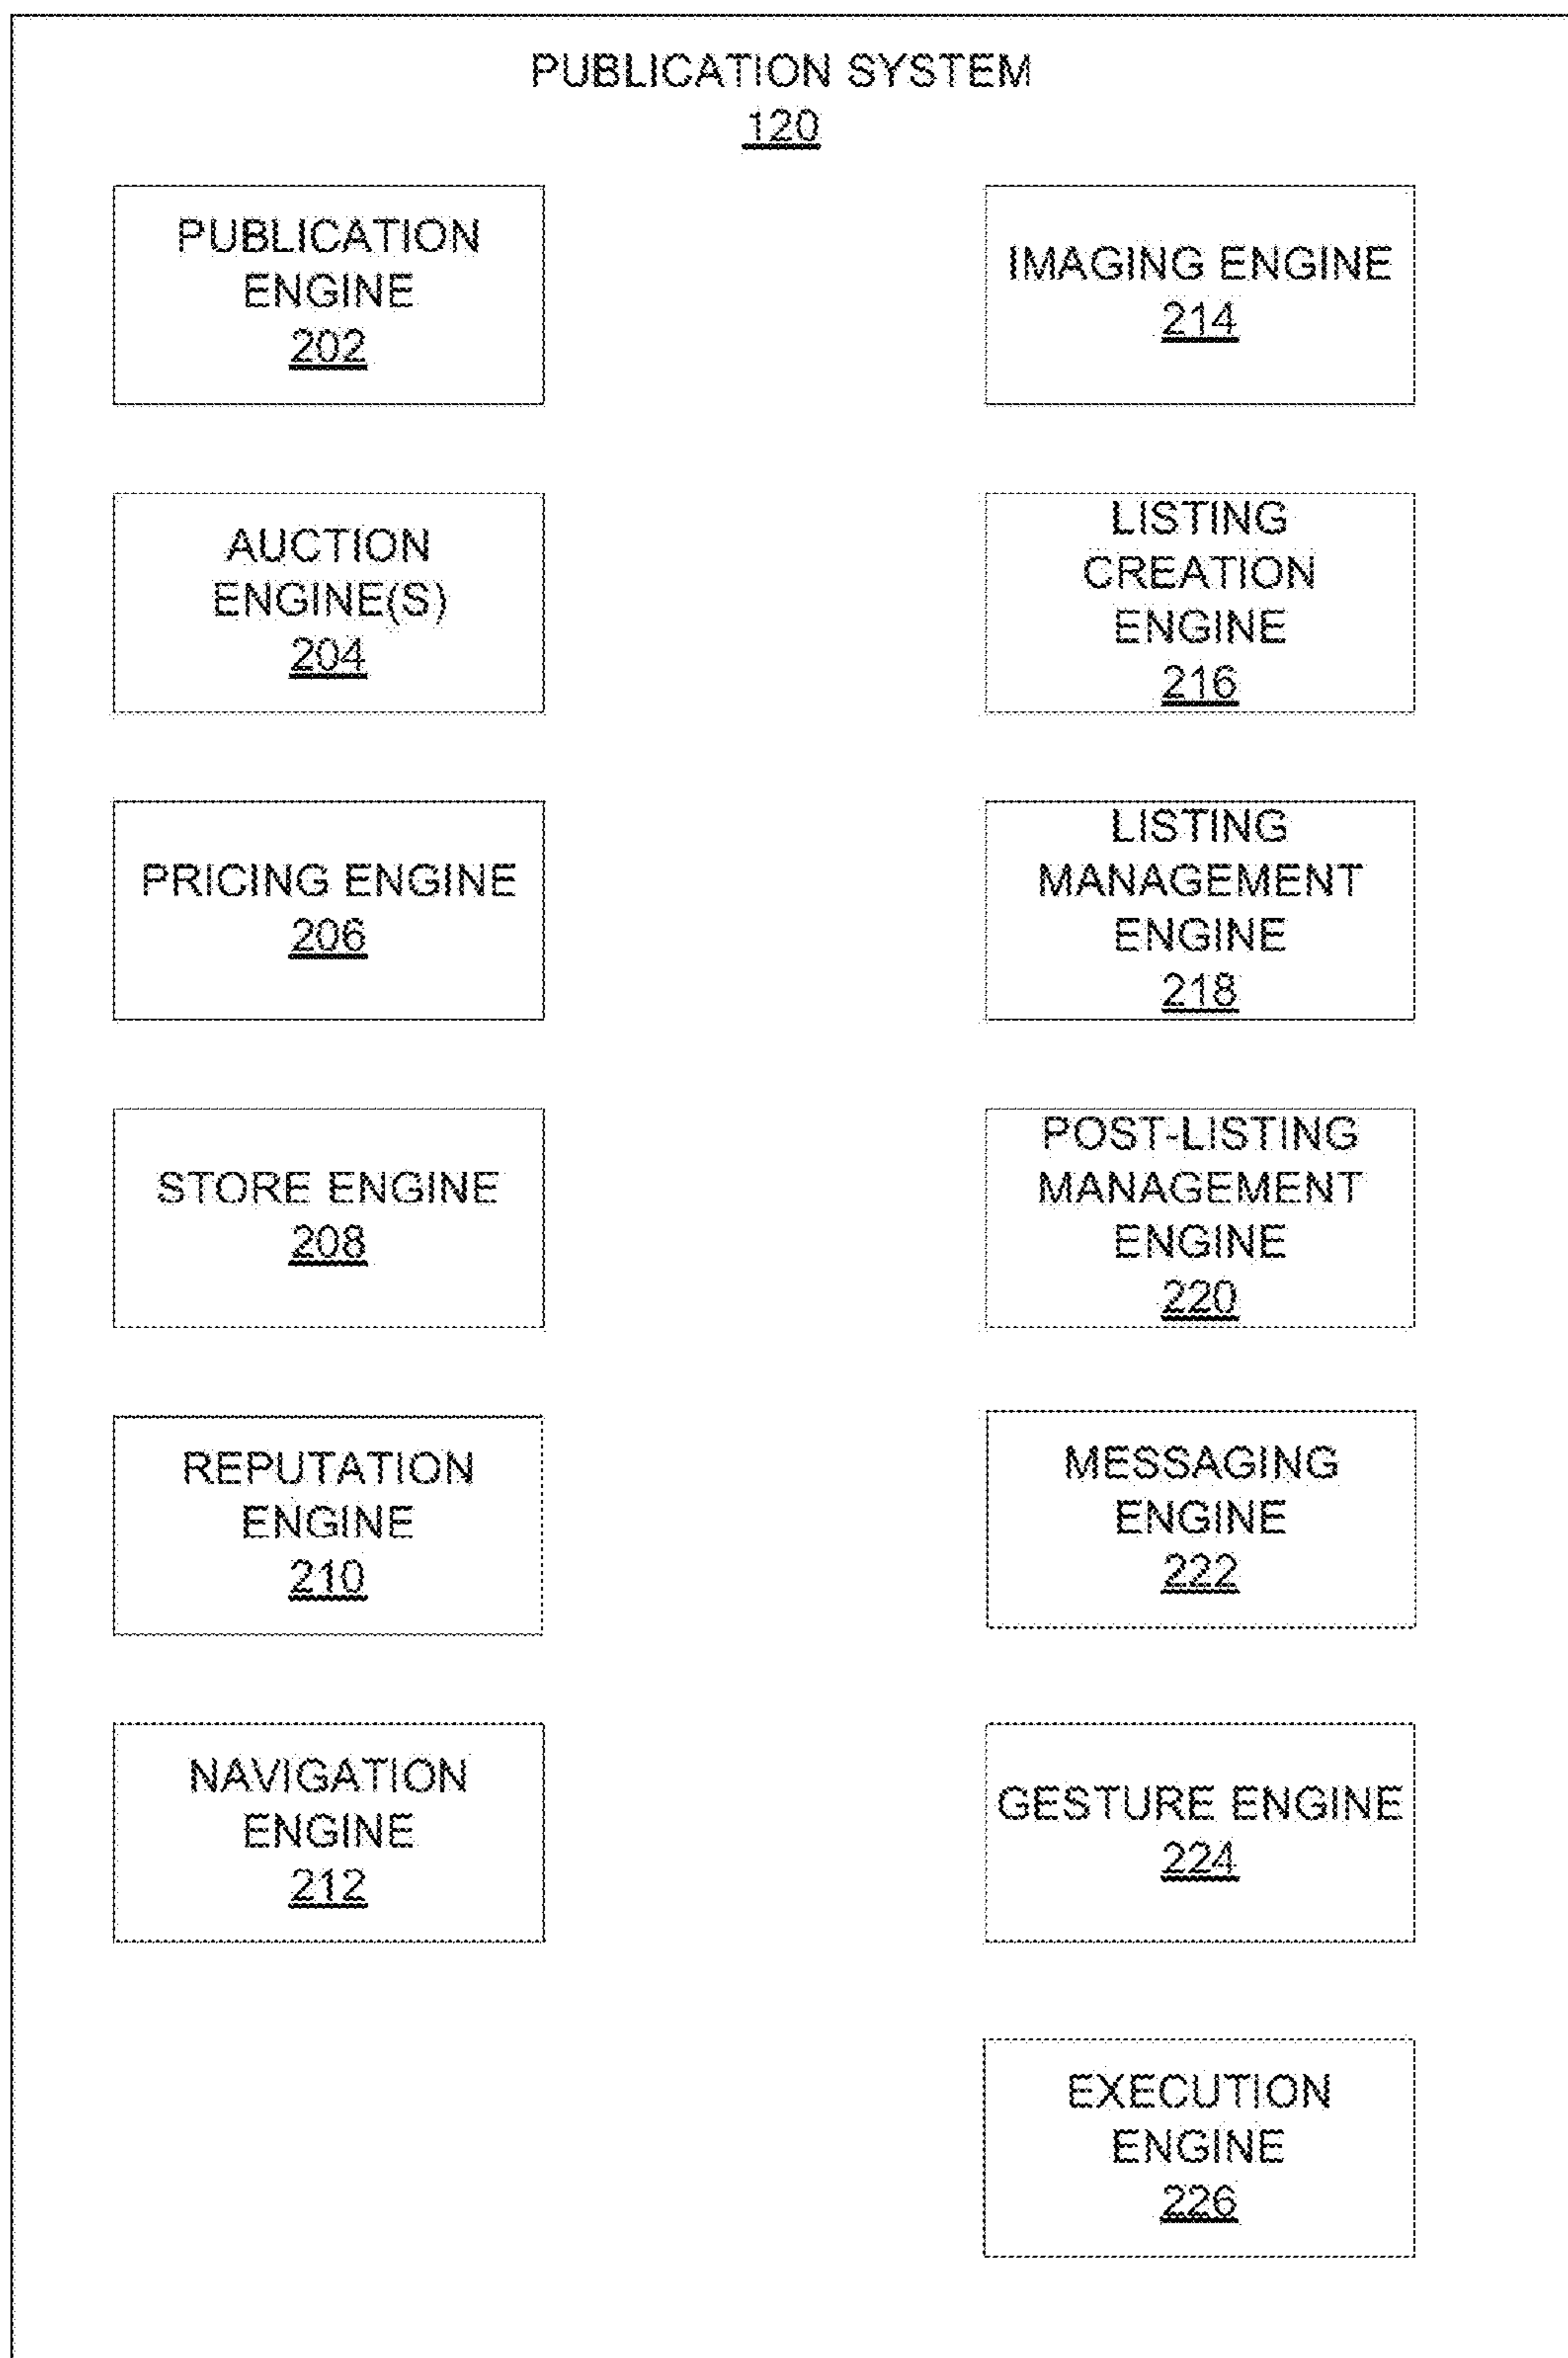 PUBLICATION SYSTEM
120
PUBLICATION
ENGINE
202
AUCTION
ENGINE(S)
204
PRICING ENGINE
206
STORE ENGINE
208
REPUTATION
ENGINE
210
NAVIGATION
ENGINE
212
IMAGING ENGINE
214
LISTING
CREATION
ENGINE
216
LISTING
MANAGEMENT
ENGINE
218
POST-LISTING
MANAGEMENT
ENGINE
220
MESSAGING
ENGINE
222
GESTURE ENGINE
224
EXECUTION
ENGINE
226